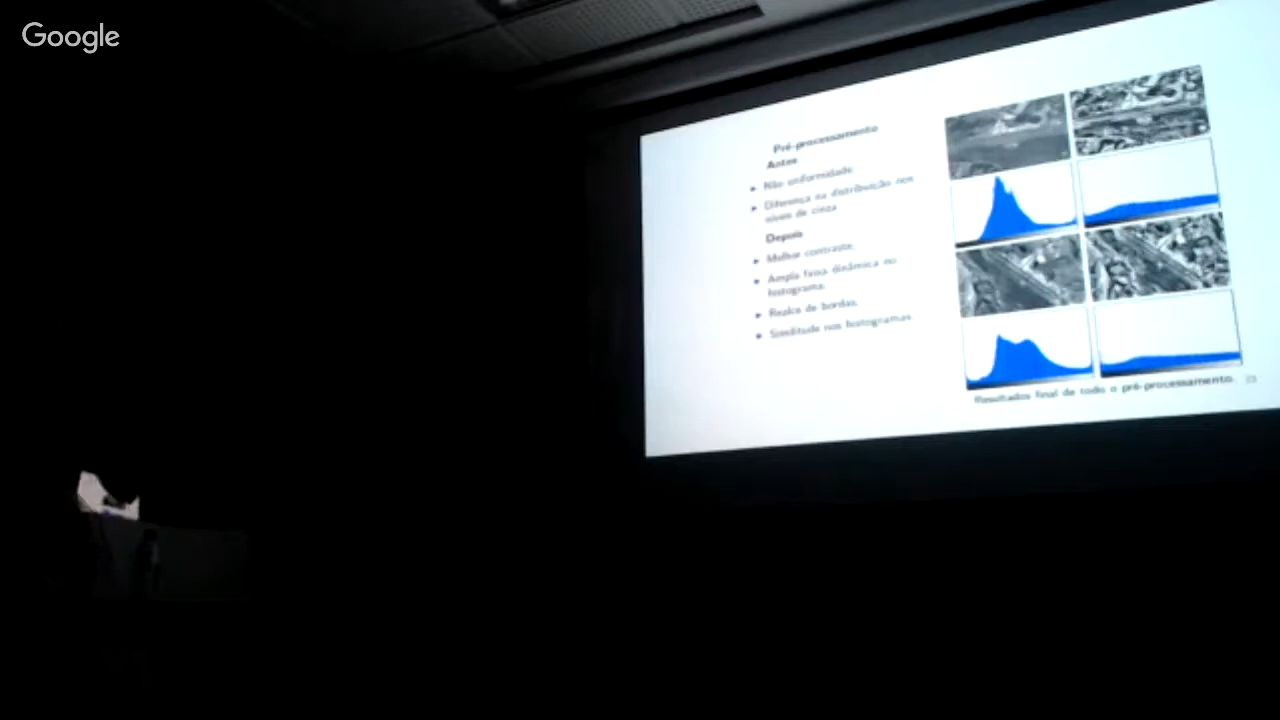 Google
Pré-processamento
Antes
Não uniformidade.
Diferença na distribuição nos
níveis de cinza
Depois
Melhor contraste.
Ampla faixa dinâmica no
histograma.
Realce de bordas.
Similitude nos histogramas
Resultados final de todo o pré-processamento.